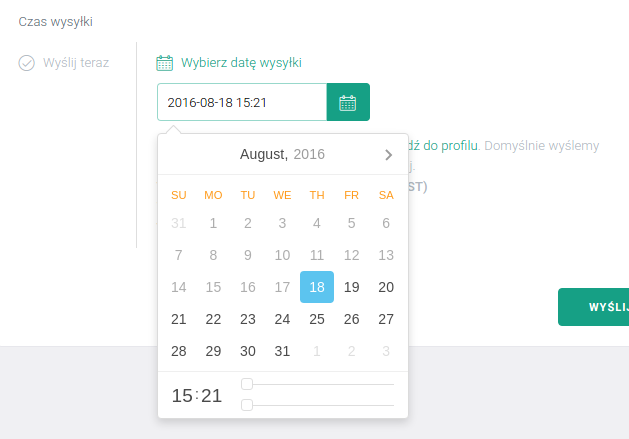 Czas wysyłki
Wyślij teraz
Wybierz datę wysyłki
2016-08-18 15:21
do profilu. Domyślnie wyślemy
ST)
August, 2016
SU MO TU WE TH FR SA
31 1 2 3 4 5 6
7 8 9 10 11 12 13
14 15 16 17 18 19 20
21 22 23 24 25 26 27
28 29 30 31 1 2 3
15:21
WYŚLIJ